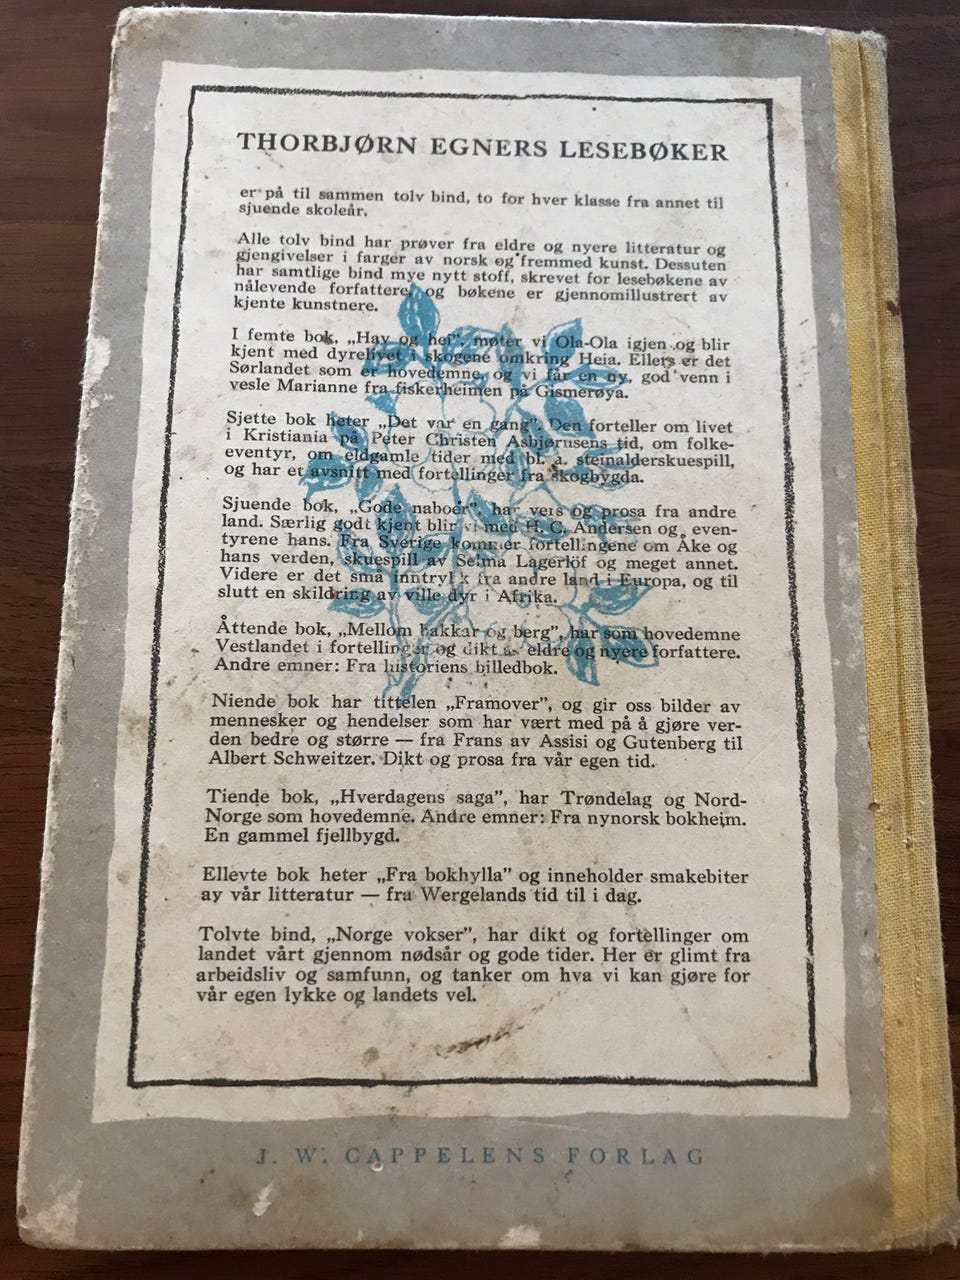 THORBJØRN EGNERS LESEBØKER
er på til sammen tolv bind, to for hver klasse fra annet til
sjuende skoleår.
Alle tolv bind har prøver fra eldre og nyere litteratur og
gjengivelser i farger av norsk og fremmed kunst. Dessuten
har samtlige bind mye nytt stoff, skrevet for lesebøkene av
nålevende forfattere, og bøkene er gjennomillustrert av
kjente kunstnere.
I femte bok, „Hav og hei”, møter vi Ola-Ola igjen og blir
kjent med dyrelivet i skogene omkring Heia. Ellers er det
Sørlandet som er hovedemne, og vi får en ny, god venn i
vesle Marianne fra fiskerheimen på Gismerøya.
Sjette bok heter „Det var en gang”. Den forteller om livet
i Kristiania på Peter Christen Asbjørnsens tid, om folke-
eventyr, om eldgamle tider med bl. a. steinalderskuespill,
og har et avsnitt med fortellinger fra skogbygda.
Sjuende bok, „Gode naboer”, har vers og prosa fra andre
land. Særlig godt kjent blir vi med H. C. Andersen og even-
tyrene hans. Fra Sverige kommer fortellingene om Åke og
hans verden, skuespill av Selma Lagerlöf og meget annet.
Videre er det små inntrykk fra andre land i Europa, og til
slutt en skildring av ville dyr i Afrika.
Åttende bok, „Mellom bakkar og berg”, har som hovedemne
Vestlandet i fortellinger og dikt av eldre og nyere forfattere.
Andre emner: Fra historiens billedbok.
Niende bok har tittelen „Framover”, og gir oss bilder av
mennesker og hendelser som har vært med på å gjøre ver-
den bedre og større — fra Frans av Assisi og Gutenberg til
Albert Schweitzer. Dikt og prosa fra vår egen tid.
Tiende bok, „Hverdagens saga”, har Trøndelag og Nord-
Norge som hovedemne. Andre emner: Fra nynorsk bokheim.
En gammel fjellbygd.
Ellevte bok heter „Fra bokhylla” og inneholder smakebiter
av vår litteratur — fra Wergelands tid til i dag.
Tolvte bind, „Norge vokser”, har dikt og fortellinger om
landet vårt gjennom nødsår og gode tider. Her er glimt fra
arbeidsliv og samfunn, og tanker om hva vi kan gjøre for
vår egen lykke og landets vel.
J. W. CAPPELENS FORLAG